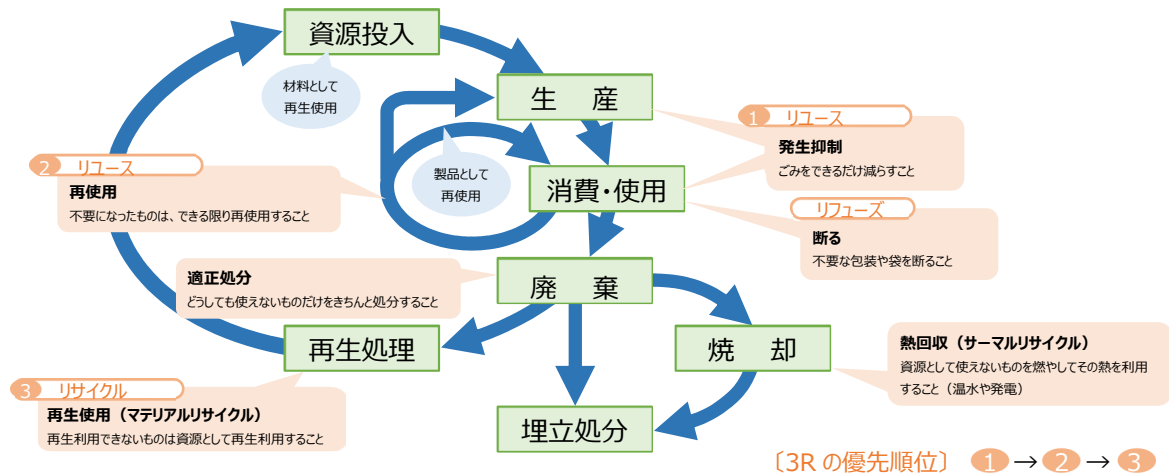 資源投入
材料として
再生使用
生　産
① リユース
発生抑制
ごみをできるだけ減らすこと
② リユース
再使用
不要になったものは、できる限り再使用すること
製品として
再使用
消費・使用
リフューズ
断る
不要な包装や袋を断ること
適正処分
どうしても使えないものだけをきちんと処分すること
廃　棄
再生処理
焼　却
熱回収（サーマルリサイクル）
資源として使えないものを燃やしてその熱を利用
すること（温水や発電）
③ リサイクル
再生使用（マテリアルリサイクル）
再生利用できないものは資源として再生利用すること
埋立処分
〔3R の優先順位〕 ① → ② → ③